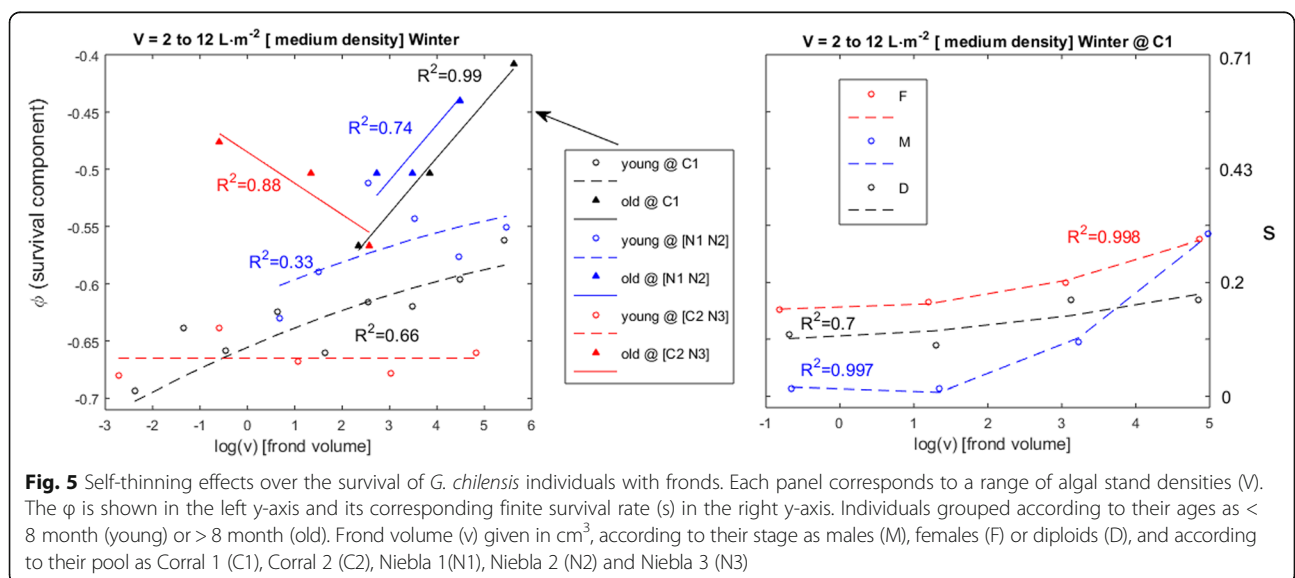 V = 2 to 12 L·m⁻² [ medium density] Winter
-0.4
-0.45
-0.5
-0.55
-0.6
-0.65
-0.7
ϕ (survival component)
R²=0.99
R²=0.74
R²=0.88
R²=0.33
R²=0.66
-3
-2
-1
0
1
2
3
4
5
6
log(v) [frond volume]
young @ C1
old @ C1
young @ [N1 N2]
old @ [N1 N2]
young @ [C2 N3]
old @ [C2 N3]
V = 2 to 12 L·m⁻² [ medium density] Winter @ C1
F
M
D
R²=0.998
R²=0.7
R²=0.997
0.71
0.43
0.2
0
S
-1
0
1
2
3
4
5
log(v) [frond volume]
Fig. 5 Self-thinning effects over the survival of G. chilensis individuals with fronds. Each panel corresponds to a range of algal stand densities (V).
The φ is shown in the left y-axis and its corresponding finite survival rate (s) in the right y-axis. Individuals grouped according to their ages as <
8 month (young) or > 8 month (old). Frond volume (v) given in cm³, according to their stage as males (M), females (F) or diploids (D), and according
to their pool as Corral 1 (C1), Corral 2 (C2), Niebla 1(N1), Niebla 2 (N2) and Niebla 3 (N3)